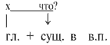 х что?
гл. + сущ. в в.п.